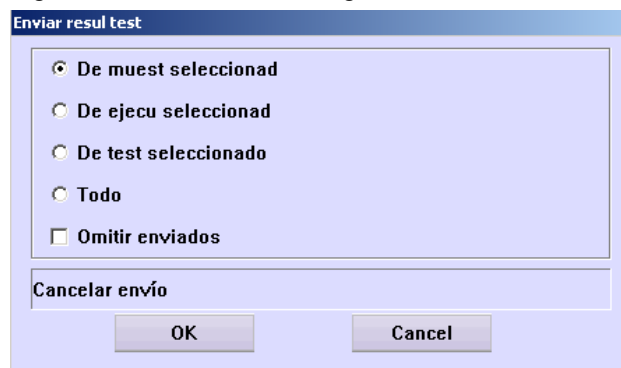 Enviar resul test
De muest seleccionad
De ejecu seleccionad
De test seleccionado
Todo
Omitir enviados
Cancelar envío
OK Cancel